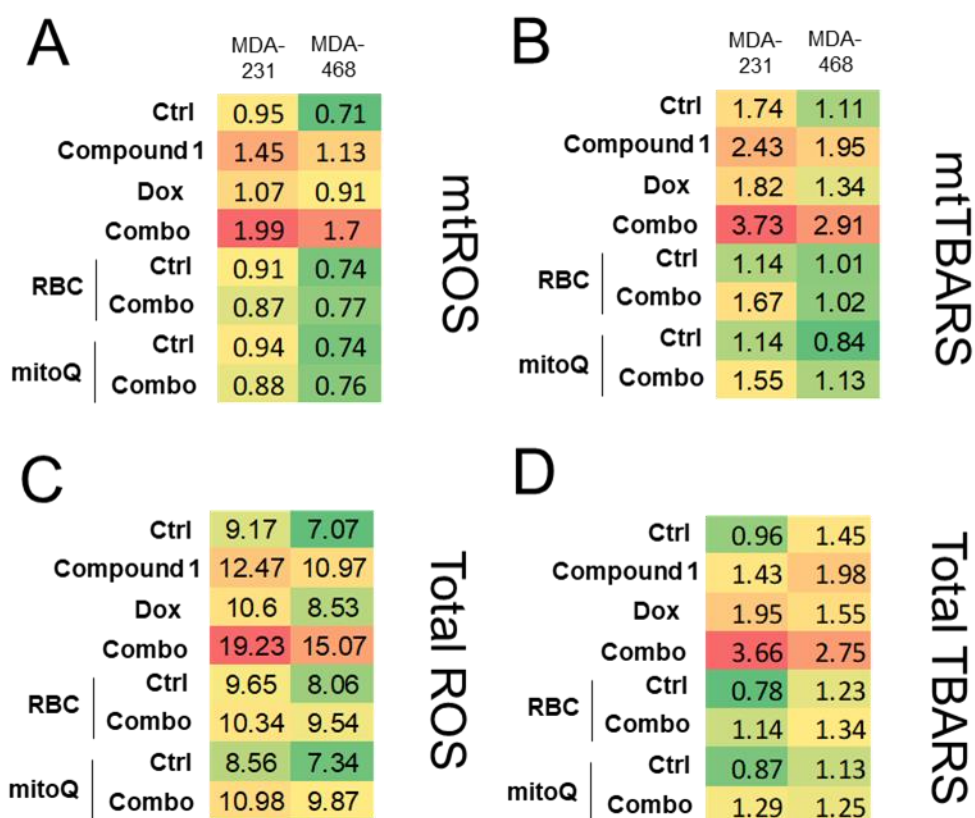 A
MDA-
231
MDA-
468
Ctrl 0.95 0.71
Compound 1 1.45 1.13
Dox 1.07 0.91
Combo 1.99 1.7
RBC
Ctrl 0.91 0.74
Combo 0.87 0.77
mitoQ
Ctrl 0.94 0.74
Combo 0.88 0.76
mtROS
B
MDA-
231
MDA-
468
Ctrl 1.74 1.11
Compound 1 2.43 1.95
Dox 1.82 1.34
Combo 3.73 2.91
RBC
Ctrl 1.14 1.01
Combo 1.67 1.02
mitoQ
Ctrl 1.14 0.84
Combo 1.55 1.13
mtTBARS
C
Ctrl 9.17 7.07
Compound 1 12.47 10.97
Dox 10.6 8.53
Combo 19.23 15.07
RBC
Ctrl 9.65 8.06
Combo 10.34 9.54
mitoQ
Ctrl 8.56 7.34
Combo 10.98 9.87
Total ROS
D
Ctrl 0.96 1.45
Compound 1 1.43 1.98
Dox 1.95 1.55
Combo 3.66 2.75
RBC
Ctrl 0.78 1.23
Combo 1.14 1.34
mitoQ
Ctrl 0.87 1.13
Combo 1.29 1.25
Total TBARS